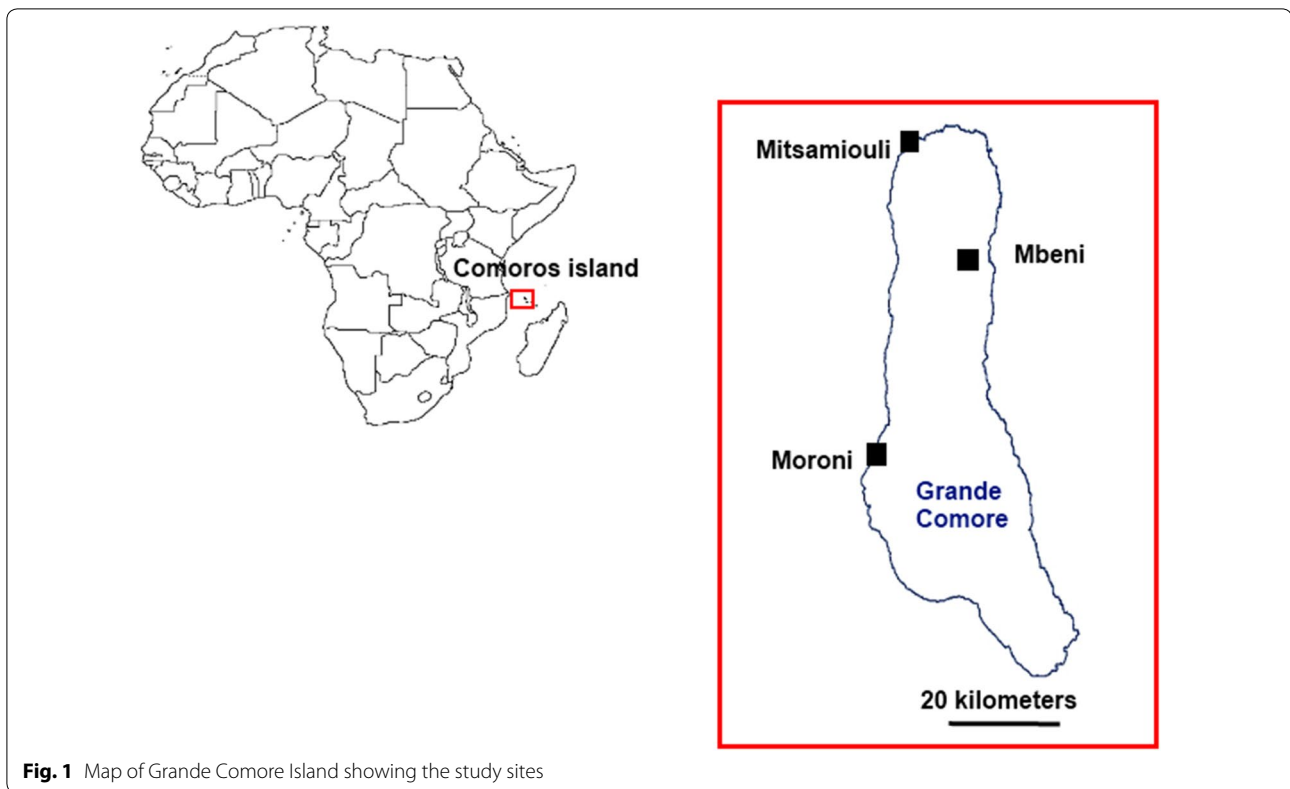 Comoros island
Mitsamiouli
Mbeni
Moroni
Grande
Comore
20 kilometers
Fig. 1 Map of Grande Comore Island showing the study sites